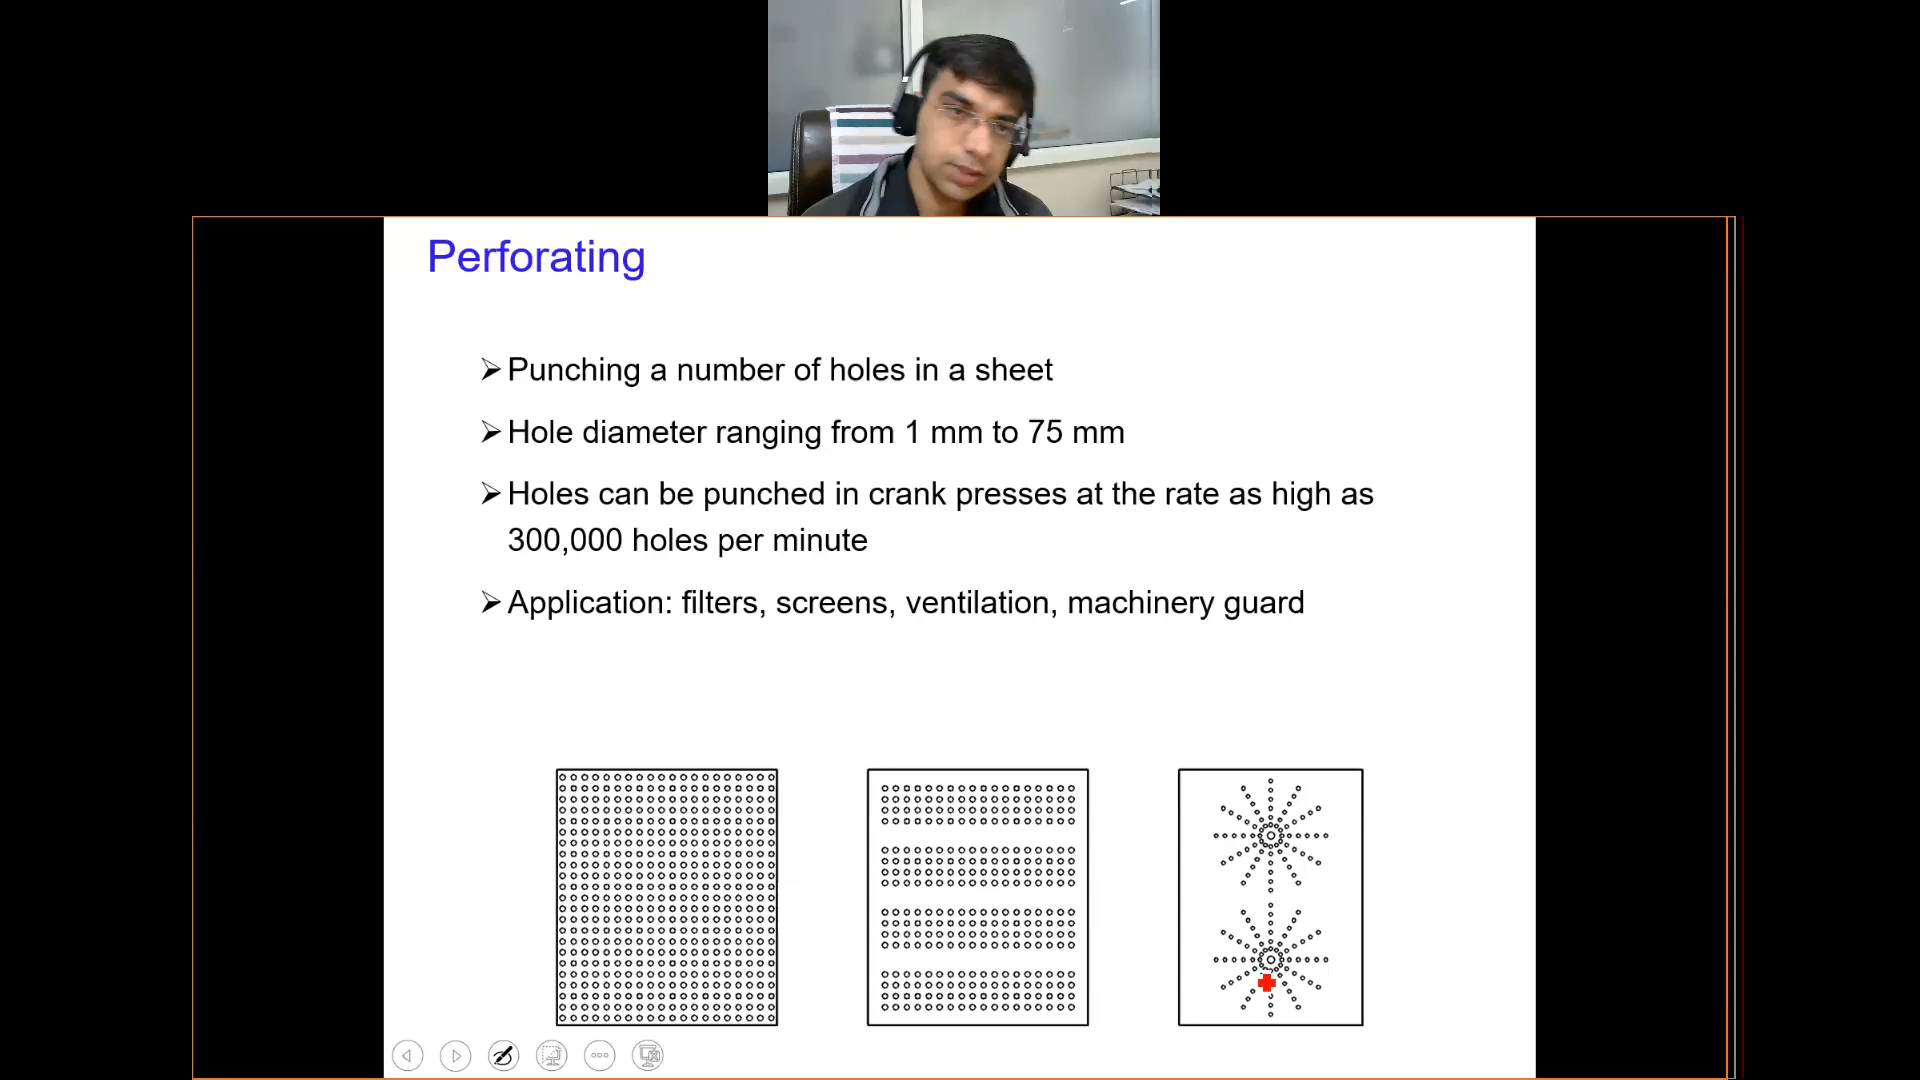 Perforating
➢ Punching a number of holes in a sheet
➢ Hole diameter ranging from 1 mm to 75 mm
➢ Holes can be punched in crank presses at the rate as high as
300,000 holes per minute
➢ Application: filters, screens, ventilation, machinery guard